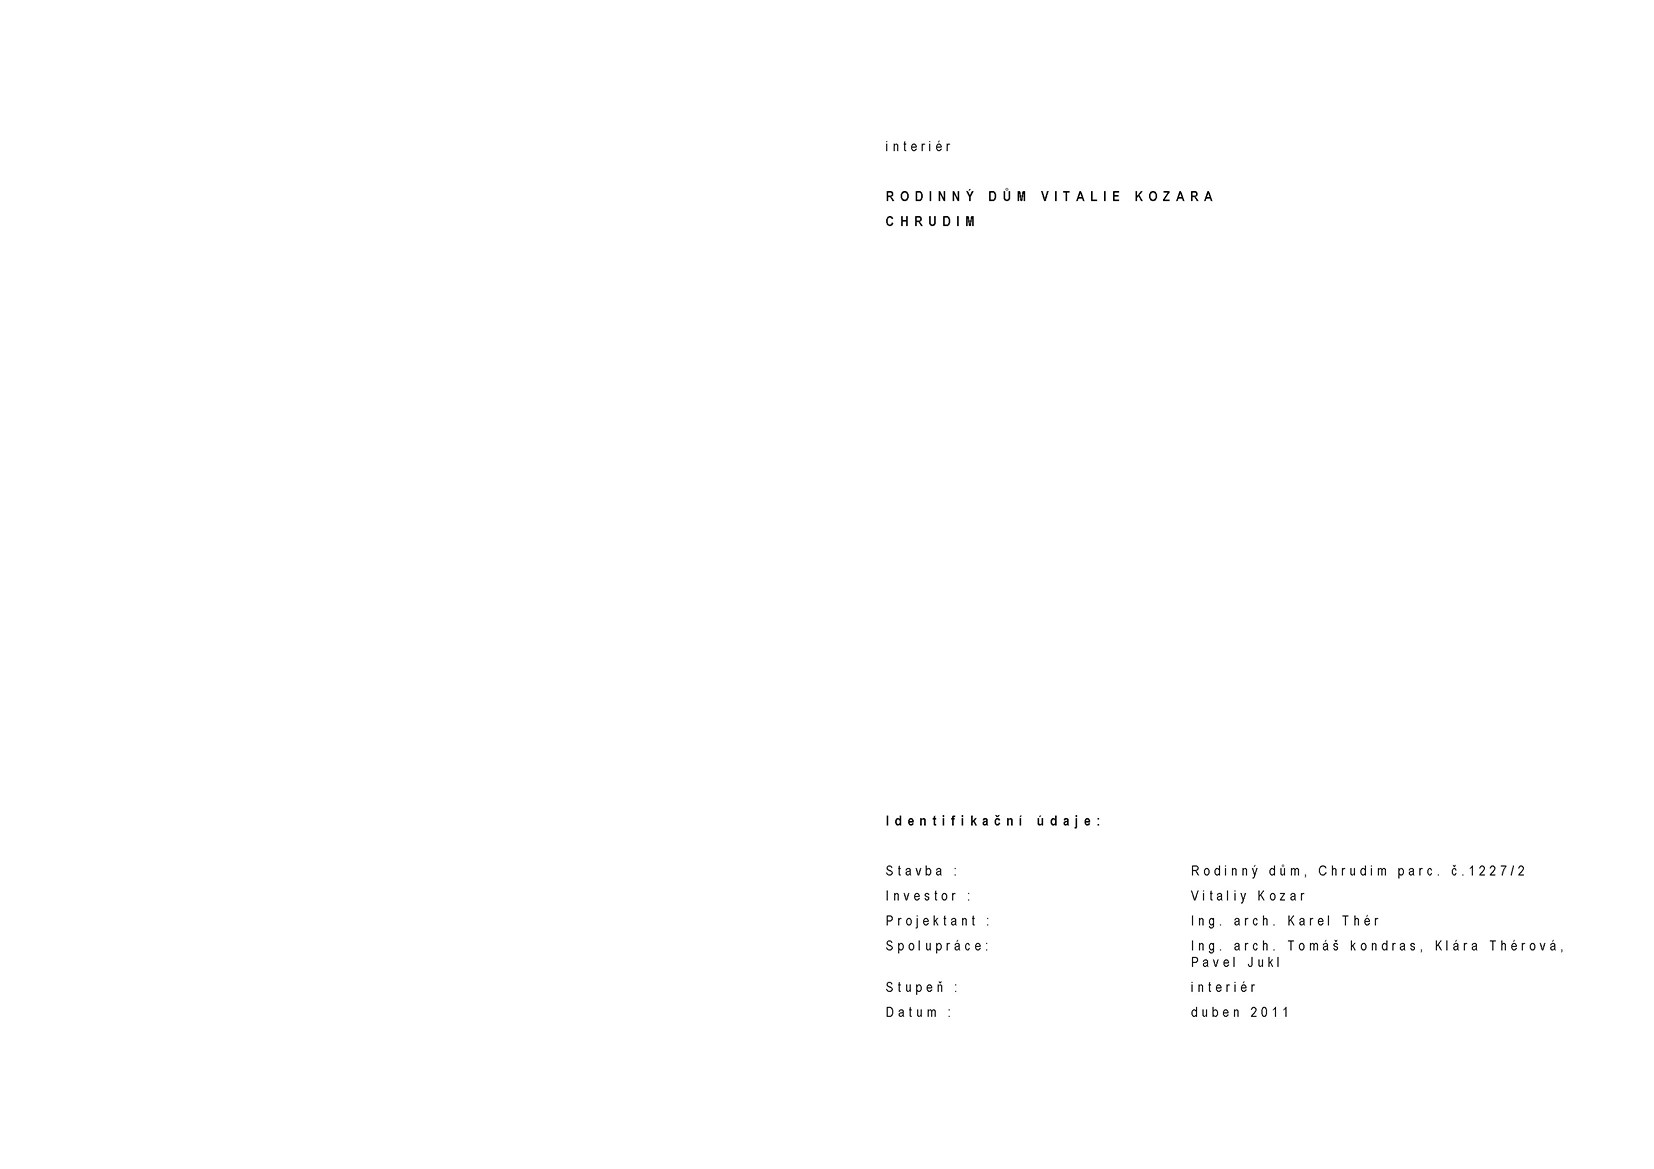 interiér
RODINNÝ DŮM VITALIE KOZARA
CHRUDIM
Identifikační údaje:
Stavba : Rodinný dům, Chrudim parc. č.1227/2
Investor : Vitaliy Kozar
Projektant : Ing. arch. Karel Thér
Spolupráce: Ing. arch. Tomáš kondras, Klára Thérová,
Pavel Jukl
Stupeň : interiér
Datum : duben 2011